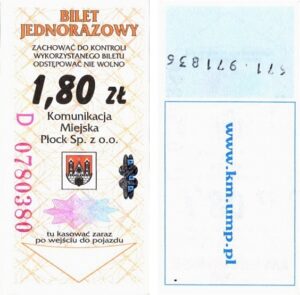 BILET
JEDNORAZOWY
ZACHOWAĆ DO KONTROLI
WYKORZYSTANEGO BILETU
ODSTĘPOWAĆ NIE WOLNO
1,80 zł
Komunikacja
Miejska
Płock Sp. z o.o.
D 0780380
tu kasować zaraz
po wejściu do pojazdu
971835
www.km.ump.pl